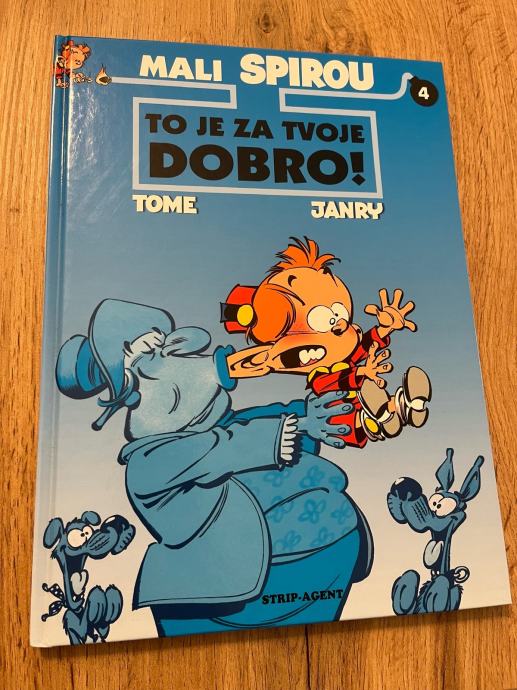 MALI SPIROU
4
TO JE ZA TVOJE
DOBRO!
TOME JANRY
STRIP-AGENT